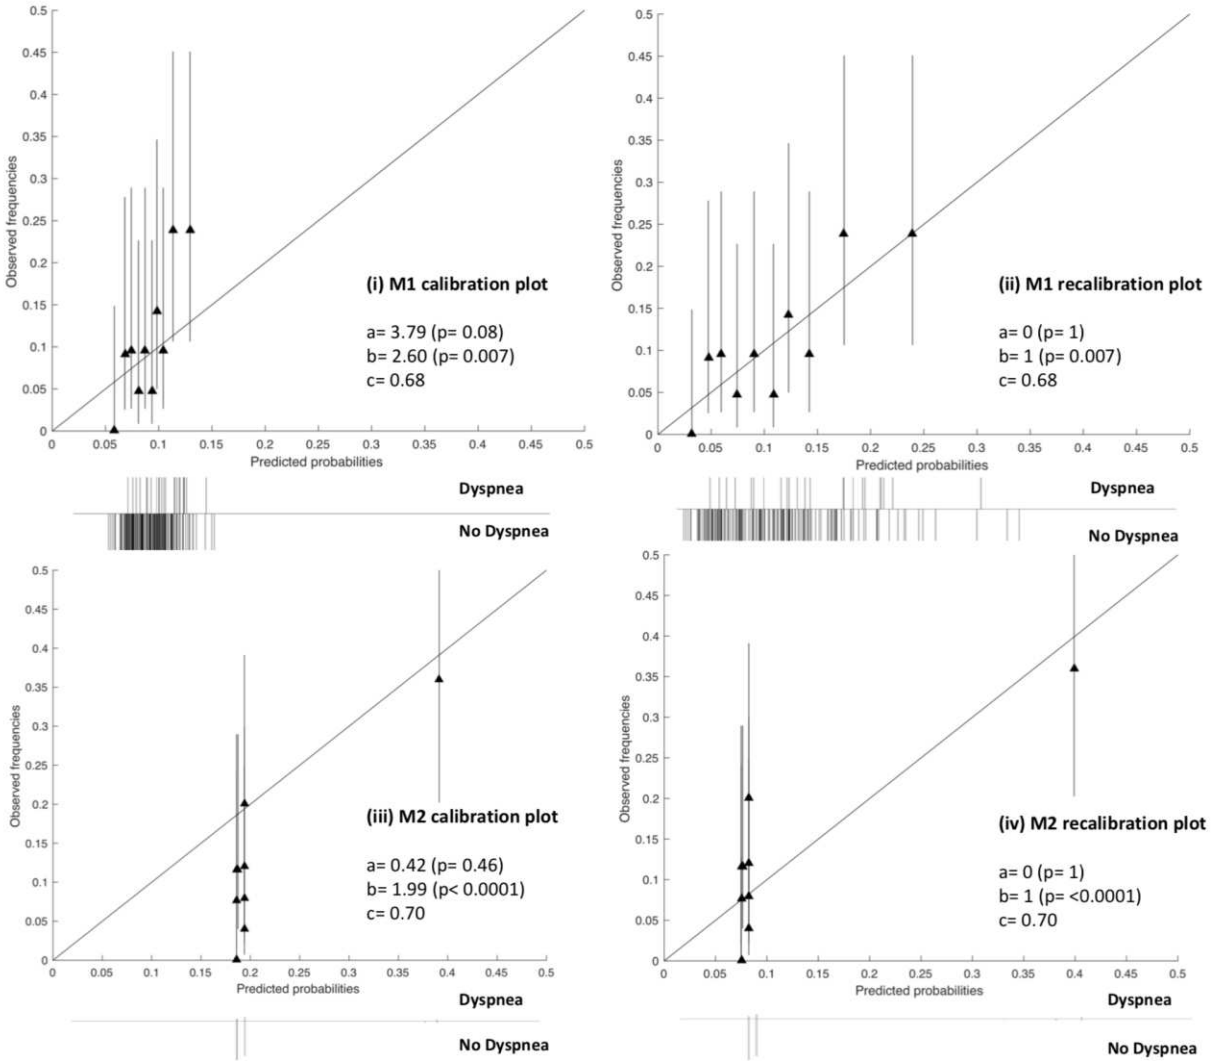 0.5
0.45
0.4
0.35
0.3
0.25
0.2
0.15
0.1
0.05
0
Observed frequencies
(i) M1 calibration plot
a= 3.79 (p= 0.08)
b= 2.60 (p= 0.007)
c= 0.68
0 0.05 0.1 0.15 0.2 0.25 0.3 0.35 0.4 0.45 0.5
Predicted probabilities
Dyspnea
No Dyspnea
0.5
0.45
0.4
0.35
0.3
0.25
0.2
0.15
0.1
0.05
0
Observed frequencies
(ii) M1 recalibration plot
a= 0 (p= 1)
b= 1 (p= 0.007)
c= 0.68
0 0.05 0.1 0.15 0.2 0.25 0.3 0.35 0.4 0.45 0.5
Predicted probabilities
Dyspnea
No Dyspnea
0.5
0.45
0.4
0.35
0.3
0.25
0.2
0.15
0.1
0.05
0
Observed frequencies
(iii) M2 calibration plot
a= 0.42 (p= 0.46)
b= 1.99 (p< 0.0001)
c= 0.70
0 0.05 0.1 0.15 0.2 0.25 0.3 0.35 0.4 0.45 0.5
Predicted probabilities
Dyspnea
No Dyspnea
0.5
0.45
0.4
0.35
0.3
0.25
0.2
0.15
0.1
0.05
0
Observed frequencies
(iv) M2 recalibration plot
a= 0 (p= 1)
b= 1 (p= <0.0001)
c= 0.70
0 0.05 0.1 0.15 0.2 0.25 0.3 0.35 0.4 0.45 0.5
Predicted probabilities
Dyspnea
No Dyspnea